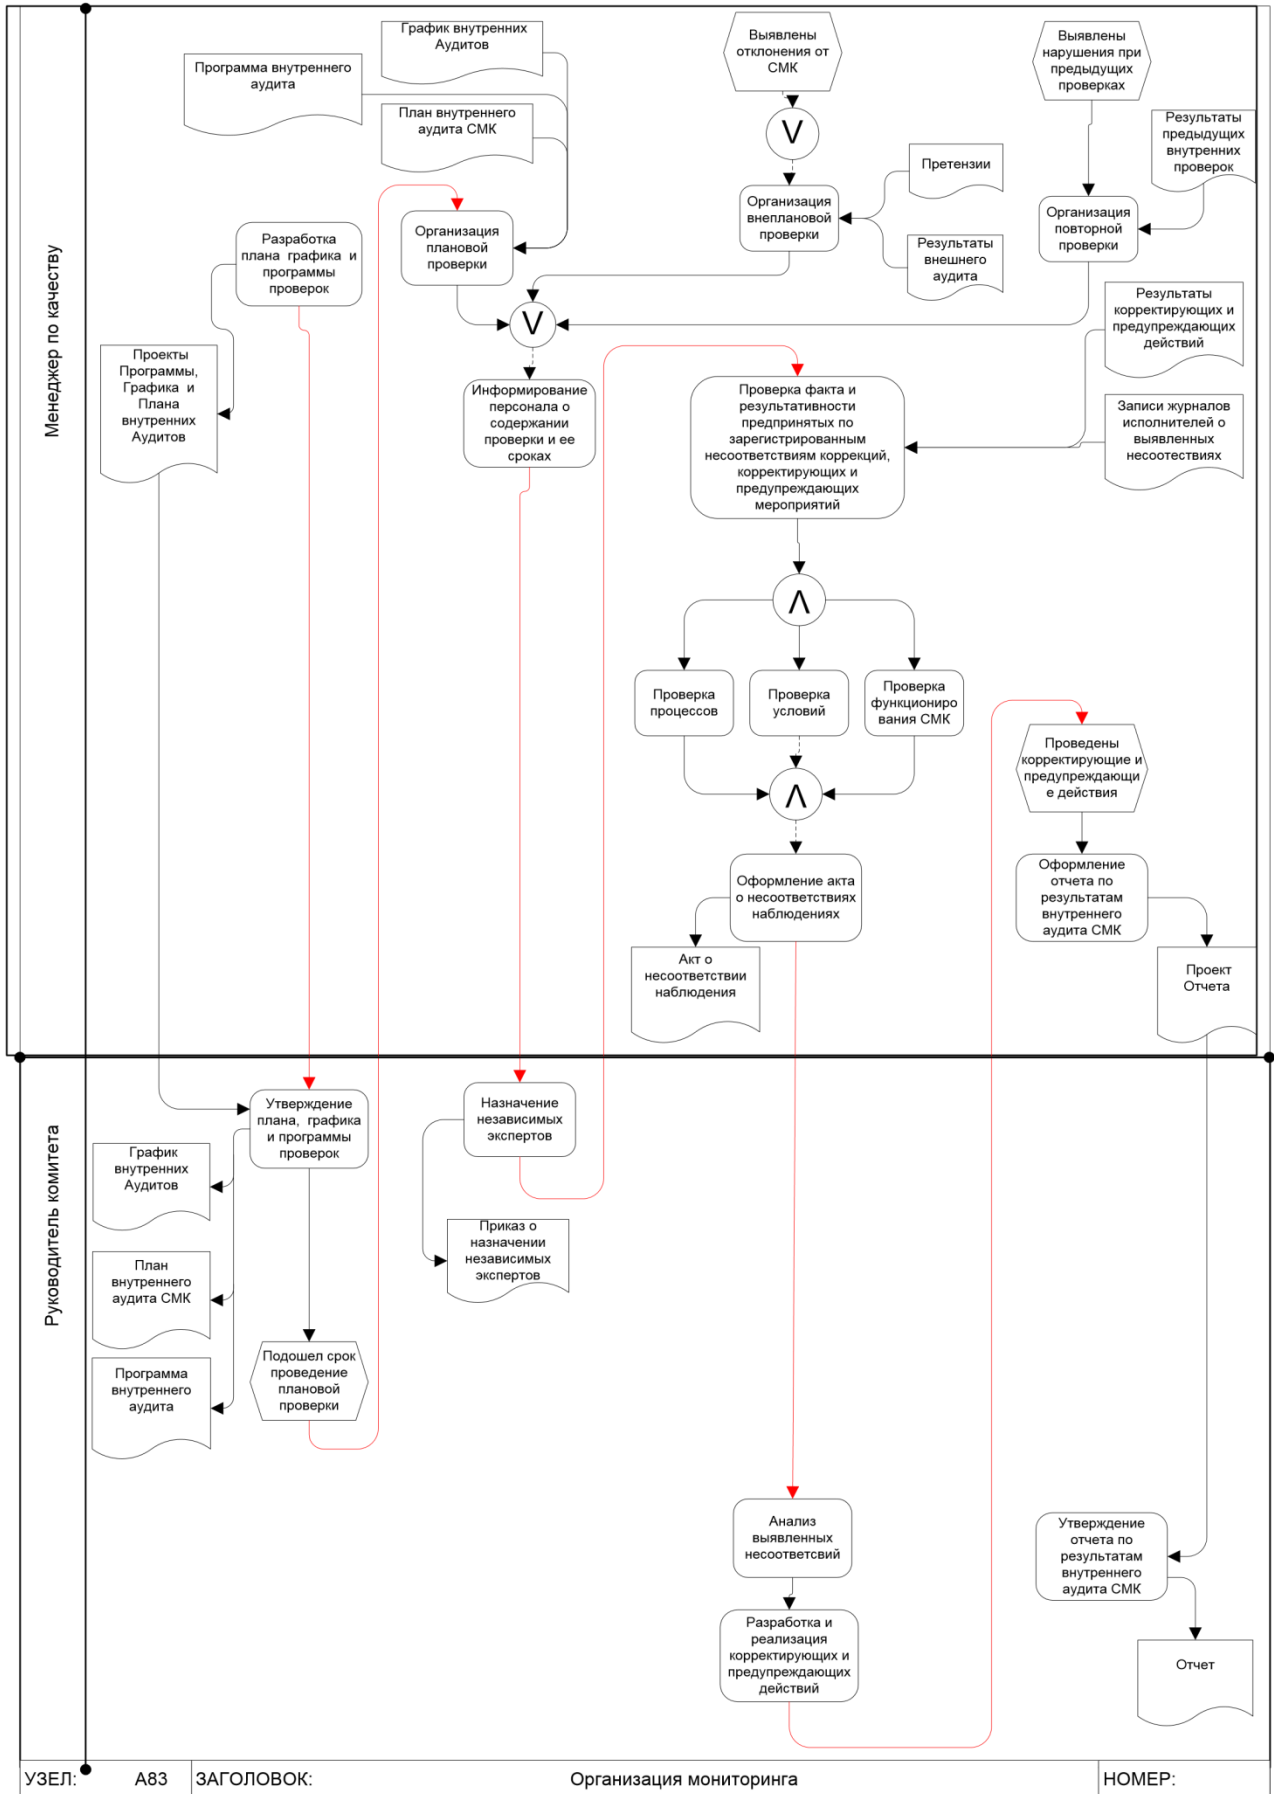 Менеджер по качеству
График внутренних
Аудитов
Программа внутреннего
аудита
План внутреннего
аудита СМК
Выявлены
отклонения от
СМК
Выявлены
нарушения при
предыдущих
проверках
V
Результаты
предыдущих
внутренних
проверок
Претензии
Разработка
плана графика и
программы
проверок
Организация
плановой
проверки
Организация
внеплановой
проверки
Результаты
внешнего
аудита
Организация
повторной
проверки
V
Результаты
корректирующих и
предупреждающих
действий
Проекты
Программы,
Графика и
Плана
внутренних
Аудитов
Информирование
персонала о
содержании
проверки и ее
сроках
Проверка факта и
результативности
предпринятых по
зарегистрированным
несоответствиям коррекций,
корректирующих и
предупреждающих
мероприятий
Записи журналов
исполнителей о
выявленных
несоотествиях
Λ
Проверка
процессов
Проверка
условий
Проверка
функциониро
вания СМК
Λ
Проведены
корректирующие и
предупреждающи
е действия
Оформление акта
о несоответствиях
наблюдениях
Оформление
отчета по
результатам
внутреннего
аудита СМК
Акт о
несоответствии
наблюдения
Проект
Отчета
Руководитель комитета
Утверждение
плана, графика
и программы
проверок
Назначение
независимых
экспертов
График
внутренних
Аудитов
План
внутреннего
аудита СМК
Программа
внутреннего
аудита
Приказ о
назначении
независимых
экспертов
Подошел срок
проведение
плановой
проверки
Анализ
выявленных
несоответсвий
Утверждение
отчета по
результатам
внутреннего
аудита СМК
Разработка и
реализация
корректирующих и
предупреждающих
действий
Отчет
УЗЕЛ: А83 ЗАГОЛОВОК: Организация мониторинга НОМЕР: